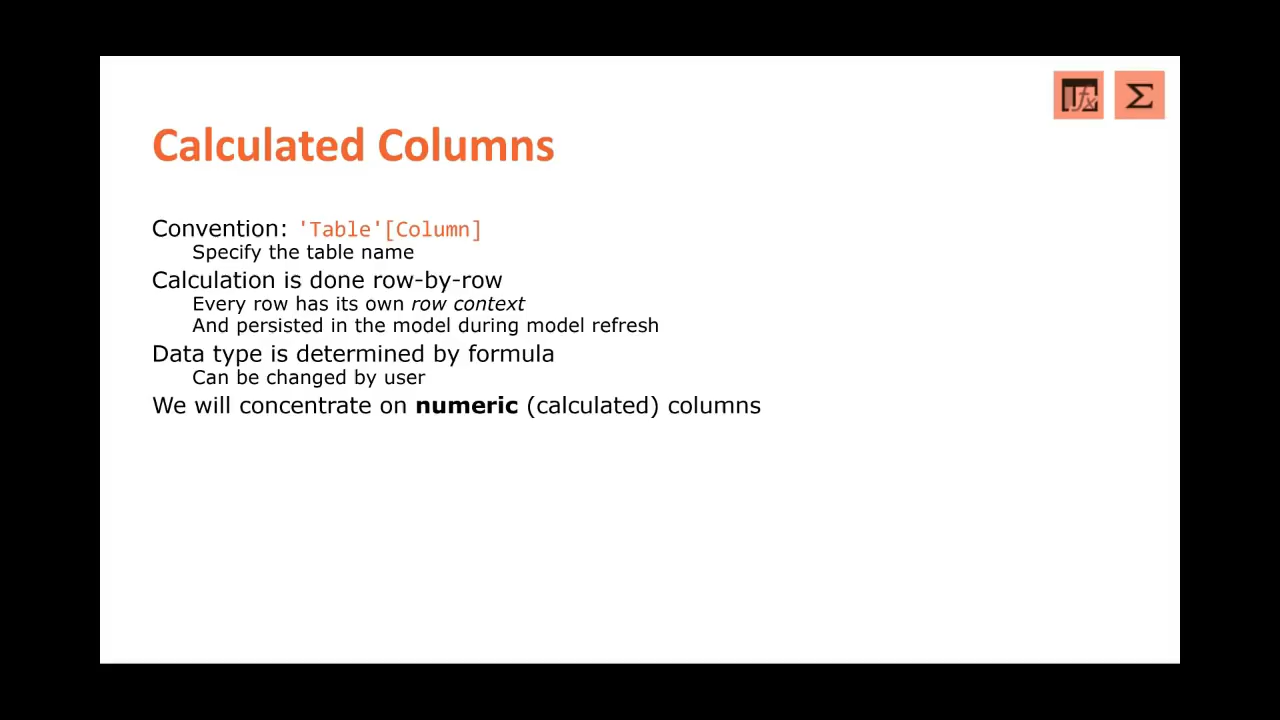 Calculated Columns
Convention: 'Table'[Column]
Specify the table name
Calculation is done row-by-row
Every row has its own row context
And persisted in the model during model refresh
Data type is determined by formula
Can be changed by user
We will concentrate on numeric (calculated) columns
fx Σ